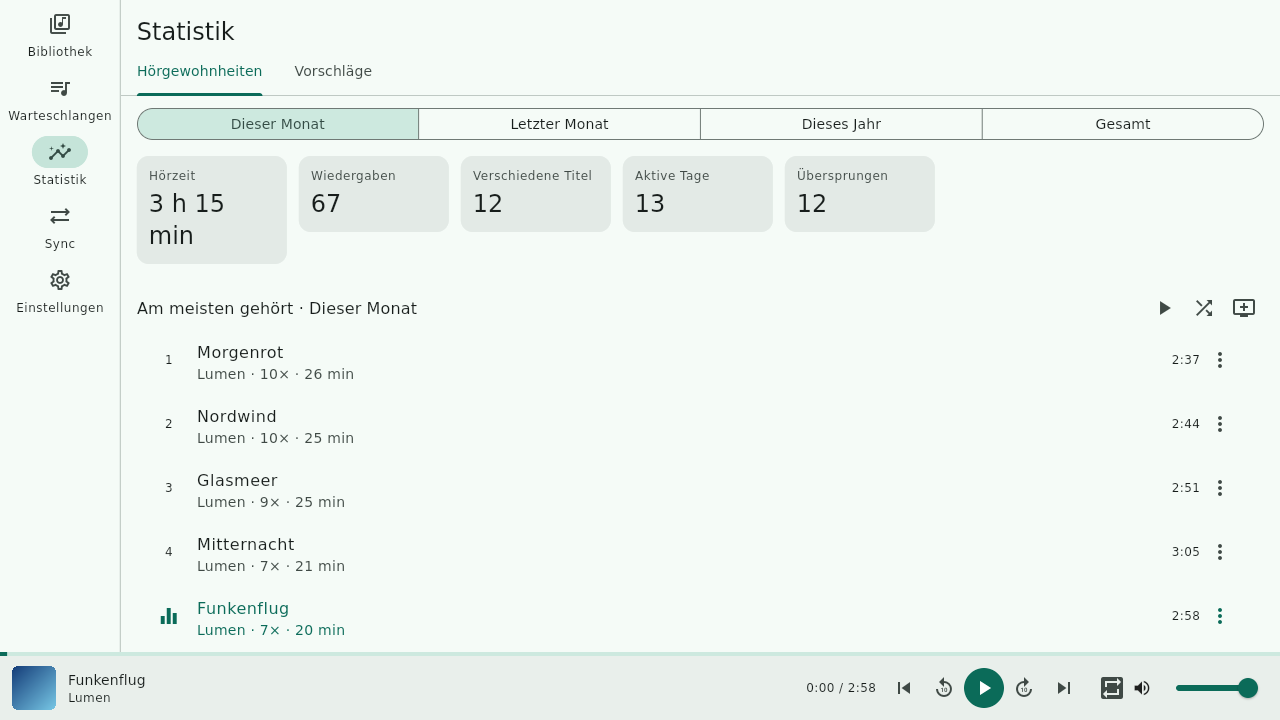 Bibliothek
Warteschlangen
Statistik
Sync
Einstellungen
Statistik
Hörgewohnheiten
Vorschläge
Dieser Monat
Letzter Monat
Dieses Jahr
Gesamt
Hörzeit
3 h 15
min
Wiedergaben
67
Verschiedene Titel
12
Aktive Tage
13
Übersprungen
12
Am meisten gehört · Dieser Monat
1
Morgenrot
Lumen · 10× · 26 min
2:37
2
Nordwind
Lumen · 10× · 25 min
2:44
3
Glasmeer
Lumen · 9× · 25 min
2:51
4
Mitternacht
Lumen · 7× · 21 min
3:05
Funkenflug
Lumen · 7× · 20 min
2:58
Funkenflug
Lumen
0:00 / 2:58
10
10